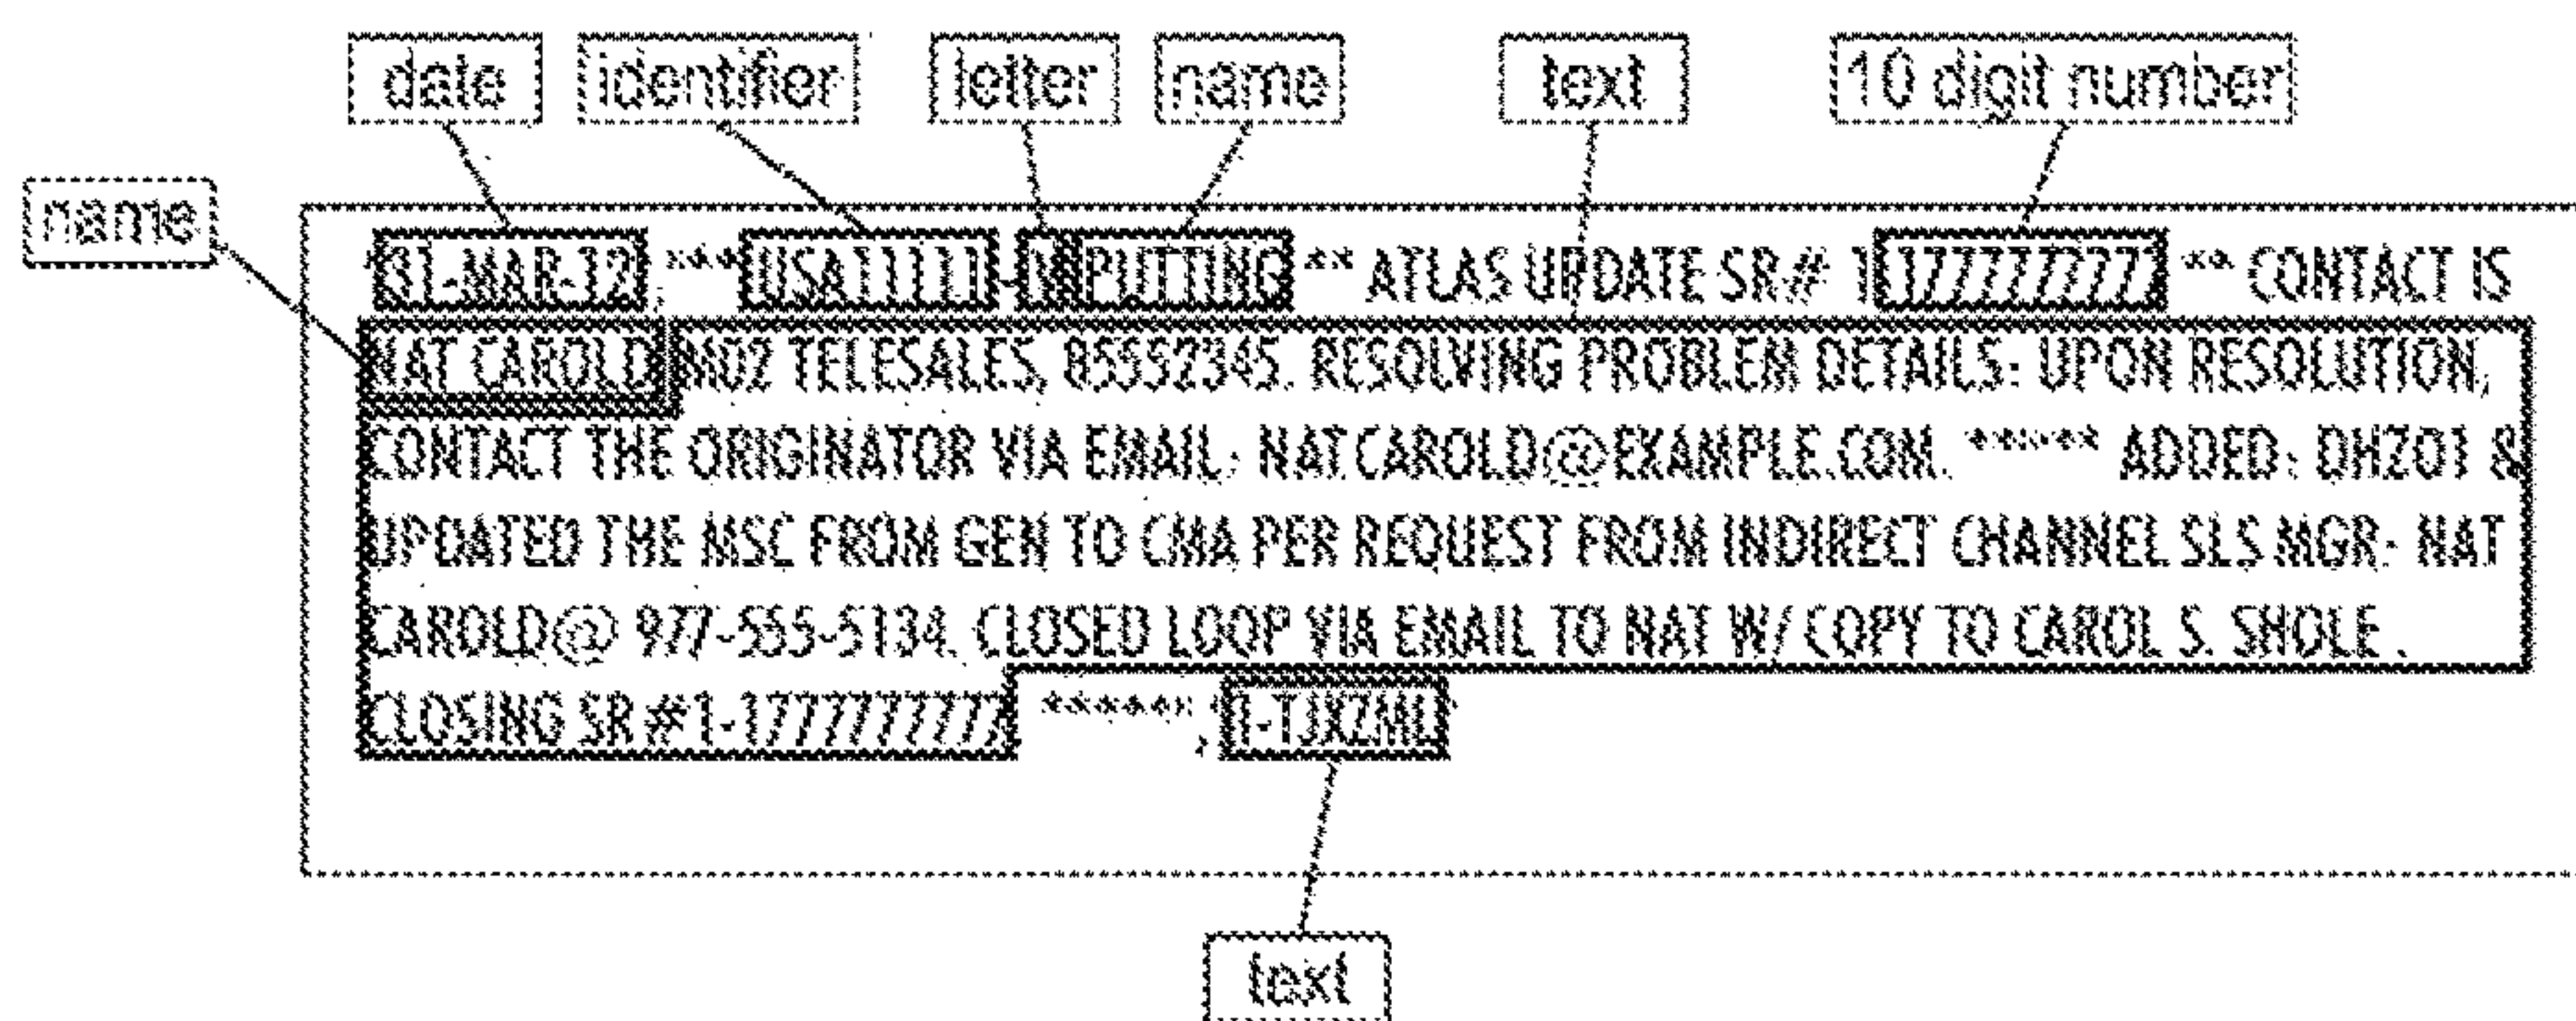 date identifier letter name text 10 digit number
name
31-MAR-12 *** USA11111- PUTTING ** ATLAS UPDATE SR# 1 1777777777 ** CONTACT IS
NAT CAROLD M02 TELESALES, 85552345. RESOLVING PROBLEM DETAILS: UPON RESOLUTION,
CONTACT THE ORIGINATOR VIA EMAIL: NATCAROLD@EXAMPLE.COM. ****** ADDED: DHZ01 &
UPDATED THE MSC FROM GEN TO CMA PER REQUEST FROM INDIRECT CHANNEL SLS MGR: NAT
CAROLD@ 977-555-5134. CLOSED LOOP VIA EMAIL TO NAT W/ COPY TO CAROL S. SHOLE .
CLOSING SR #1-1777777777 ******, 1-TJXZML
text